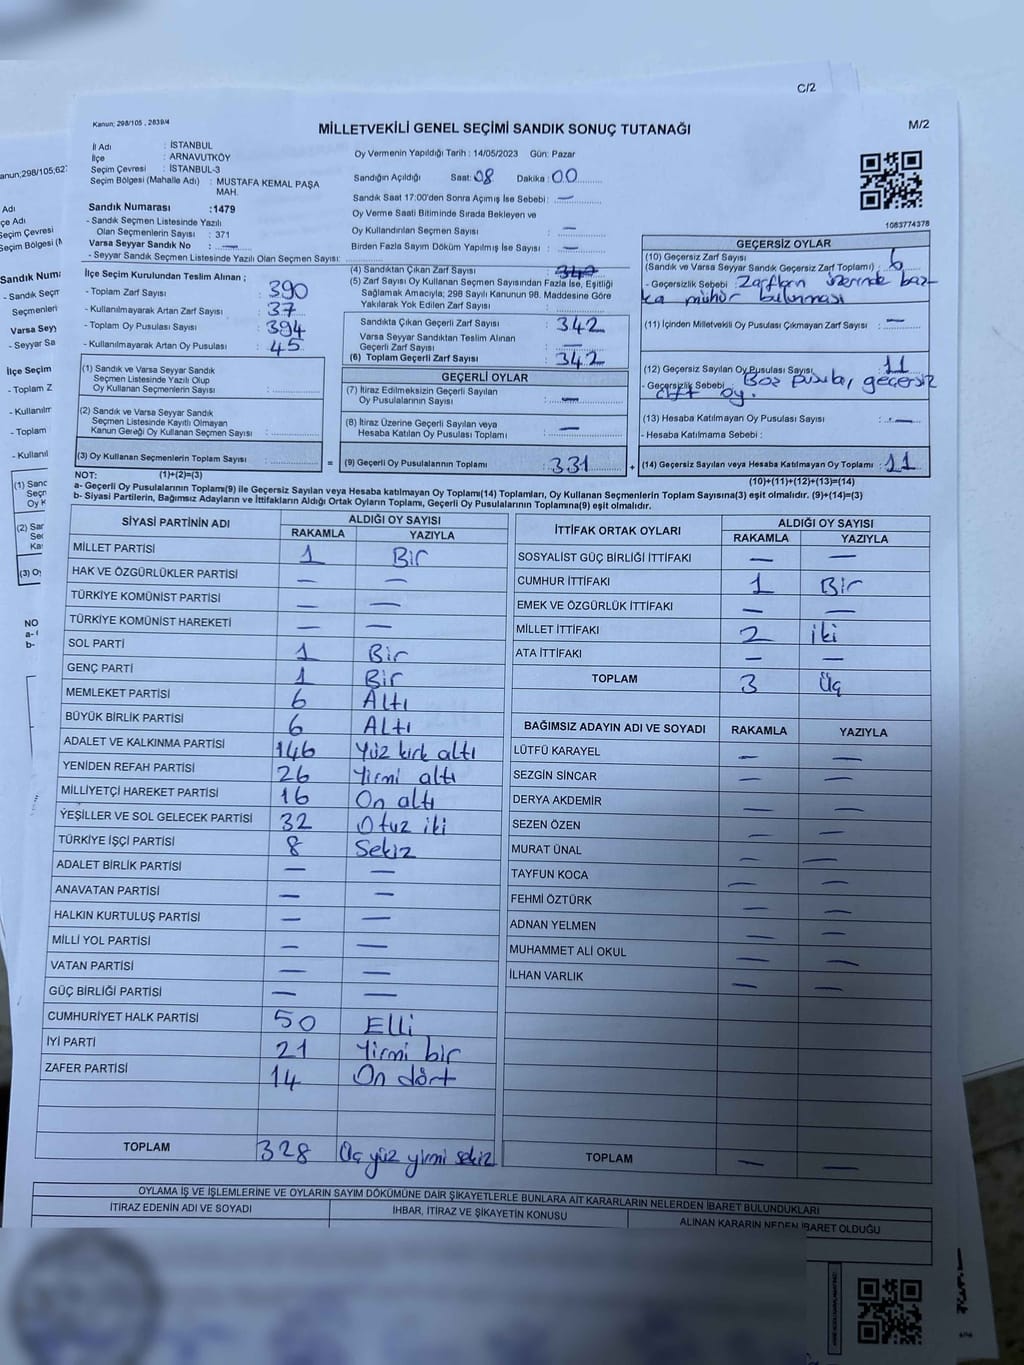 C/2
Kanun; 298/105 , 2839/4
MİLLETVEKİLİ GENEL SEÇİMİ SANDIK SONUÇ TUTANAĞI
M/2
İl Adı : İSTANBUL
İlçe : ARNAVUTKÖY
Seçim Çevresi : İSTANBUL-3
Seçim Bölgesi (Mahalle Adı) : MUSTAFA KEMAL PAŞA MAH.
Sandık Numarası :1479
- Sandık Seçmen Listesinde Yazılı
Olan Seçmenlerin Sayısı : 371
Varsa Seyyar Sandık No : —
- Seyyar Sandık Seçmen Listesinde Yazılı Olan Seçmen Sayısı:
Oy Vermenin Yapıldığı Tarih : 14/05/2023 Gün: Pazar
Sandığın Açıldığı Saat: 08 Dakika : 00
Sandık Saat 17:00'den Sonra Açımış İse Sebebi: —
Oy Verme Saati Bitiminde Sırada Bekleyen ve
Oy Kullandırılan Seçmen Sayısı : —
Birden Fazla Sayım Döküm Yapılmış İse Sayısı : —
1083774378
İlçe Seçim Kurulundan Teslim Alınan ;
- Toplam Zarf Sayısı : 390
- Kullanılmayarak Artan Zarf Sayısı : 37
- Toplam Oy Pusulası Sayısı : 394
- Kullanılmayarak Artan Oy Pusulası : 45
(1) Sandık ve Varsa Seyyar Sandık
Seçmen Listesinde Yazılı Olup
Oy Kullanan Seçmenlerin Sayısı :
(2) Sandık ve Varsa Seyyar Sandık
Seçmen Listesinde Kayıtlı Olmayan
Kanun Gereği Oy Kullanan Seçmen Sayısı :
(3) Oy Kullanan Seçmenlerin Toplam Sayısı :
(4) Sandıktan Çıkan Zarf Sayısı :
(5) Zarf Sayısı Oy Kullanan Seçmen Sayısından Fazla İse, Eşitliği
Sağlamak Amacıyla; 298 Sayılı Kanunun 98. Maddesine Göre
Yakılarak Yok Edilen Zarf Sayısı :
Sandıkta Çıkan Geçerli Zarf Sayısı : 342
Varsa Seyyar Sandıktan Teslim Alınan
Geçerli Zarf Sayısı : —
(6) Toplam Geçerli Zarf Sayısı : 342
GEÇERLİ OYLAR
(7) İtiraz Edilmeksizin Geçerli Sayılan
Oy Pusulalarının Sayısı : —
(8) İtiraz Üzerine Geçerli Sayılan veya
Hesaba Katılan Oy Pusulası Toplamı : —
= (9) Geçerli Oy Pusulalarının Toplamı : 331
GEÇERSİZ OYLAR
(10) Geçersiz Zarf Sayısı
(Sandık ve Varsa Seyyar Sandık Geçersiz Zarf Toplamı) : 6
- Geçersizlik Sebebi : Zarfların üzerinde baz-
ka mühür bulunması
(11) İçinden Milletvekili Oy Pusulası Çıkmayan Zarf Sayısı : —
(12) Geçersiz Sayılan Oy Pusulası Sayısı : 11
- Geçersizlik Sebebi : Boz pusula, geçersiz
çift oy.
(13) Hesaba Katılmayan Oy Pusulası Sayısı : —
- Hesaba Katılmama Sebebi :
+ (14) Geçersiz Sayılan veya Hesaba Katılmayan Oy Toplamı : 11
NOT: (1)+(2)=(3)
(10)+(11)+(12)+(13)=(14)
a- Geçerli Oy Pusulalarının Toplamı(9) ile Geçersiz Sayılan veya Hesaba katılmayan Oy Toplamı(14) Toplamları, Oy Kullanan Seçmenlerin Toplam Sayısına(3) eşit olmalıdır. (9)+(14)=(3)
b- Siyasi Partilerin, Bağımsız Adayların ve İttifakların Aldığı Ortak Oyların Toplamı, Geçerli Oy Pusulalarının Toplamına(9) eşit olmalıdır.
SİYASİ PARTİNİN ADI ALDIĞI OY SAYISI
RAKAMLA YAZIYLA
MİLLET PARTİSİ 1 Bir
HAK VE ÖZGÜRLÜKLER PARTİSİ — —
TÜRKİYE KOMÜNİST PARTİSİ — —
TÜRKİYE KOMÜNİST HAREKETİ — —
SOL PARTİ 1 Bir
GENÇ PARTİ 1 Bir
MEMLEKET PARTİSİ 6 Altı
BÜYÜK BİRLİK PARTİSİ 6 Altı
ADALET VE KALKINMA PARTİSİ 146 Yüz kırk altı
YENİDEN REFAH PARTİSİ 26 Yirmi altı
MİLLİYETÇİ HAREKET PARTİSİ 16 On altı
YEŞİLLER VE SOL GELECEK PARTİSİ 32 Otuz iki
TÜRKİYE İŞÇİ PARTİSİ 8 Sekiz
ADALET BİRLİK PARTİSİ — —
ANAVATAN PARTİSİ — —
HALKIN KURTULUŞ PARTİSİ — —
MİLLİ YOL PARTİSİ — —
VATAN PARTİSİ — —
GÜÇ BİRLİĞİ PARTİSİ — —
CUMHURİYET HALK PARTİSİ 50 Elli
İYİ PARTİ 21 Yirmi bir
ZAFER PARTİSİ 14 On dört
TOPLAM 328 Üç yüz yirmi sekiz
İTTİFAK ORTAK OYLARI ALDIĞI OY SAYISI
RAKAMLA YAZIYLA
SOSYALİST GÜÇ BİRLİĞİ İTTİFAKI — —
CUMHUR İTTİFAKI 1 Bir
EMEK VE ÖZGÜRLÜK İTTİFAKI — —
MİLLET İTTİFAKI 2 iki
ATA İTTİFAKI — —
TOPLAM 3 Üç
BAĞIMSIZ ADAYIN ADI VE SOYADI RAKAMLA YAZIYLA
LÜTFÜ KARAYEL — —
SEZGİN SİNCAR — —
DERYA AKDEMİR — —
SEZEN ÖZEN — —
MURAT ÜNAL — —
TAYFUN KOCA — —
FEHMİ ÖZTÜRK — —
ADNAN YELMEN — —
MUHAMMET ALİ OKUL — —
İLHAN VARLIK — —
TOPLAM — —
OYLAMA İŞ VE İŞLEMLERİNE VE OYLARIN SAYIM DÖKÜMÜNE DAİR ŞİKAYETLERLE BUNLARA AİT KARARLARIN NELERDEN İBARET BULUNDUKLARI
İTİRAZ EDENİN ADI VE SOYADI İHBAR, İTİRAZ VE ŞİKAYETİN KONUSU ALINAN KARARIN NEDEN İBARET OLDUĞU